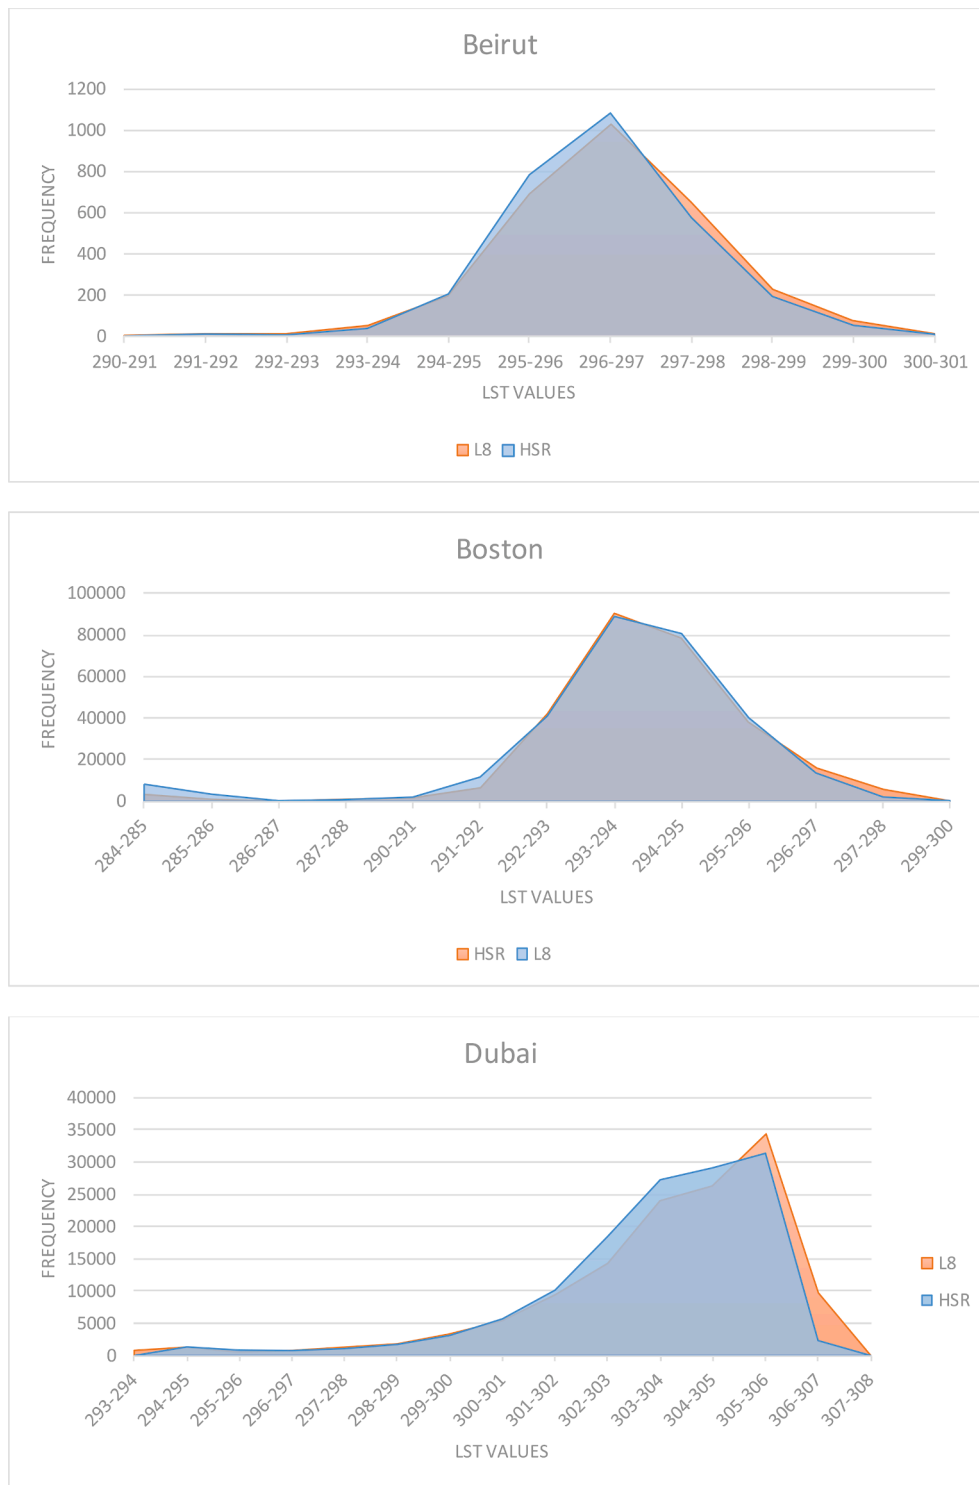 Beirut
1200
1000
800
600
400
200
0
FREQUENCY
290-291 291-292 292-293 293-294 294-295 295-296 296-297 297-298 298-299 299-300 300-301
LST VALUES
L8 HSR
Boston
100000
80000
60000
40000
20000
0
FREQUENCY
284-285 285-286 286-287 287-288 290-291 291-292 292-293 293-294 294-295 295-296 296-297 297-298 299-300
LST VALUES
HSR L8
Dubai
40000
35000
30000
25000
20000
15000
10000
5000
0
FREQUENCY
L8
HSR
293-294 294-295 295-296 296-297 297-298 298-299 299-300 300-301 301-302 302-303 303-304 304-305 305-306 306-307 307-308
LST VALUES